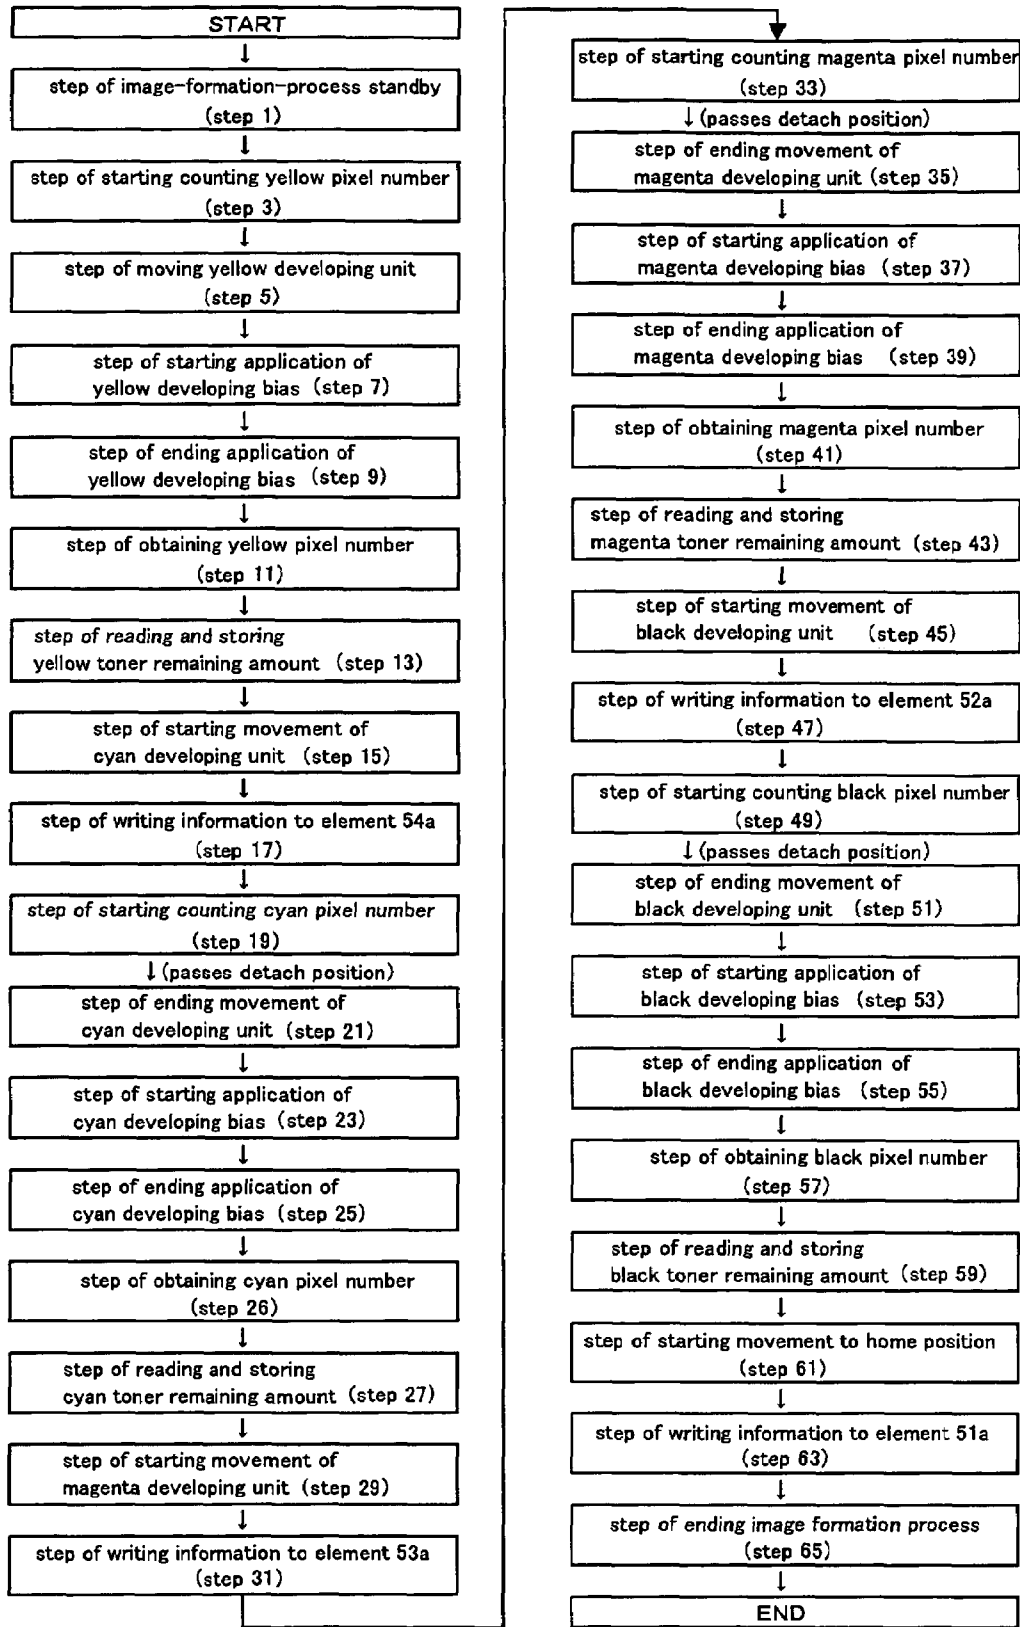 START
↓
step of image-formation-process standby
(step 1)
↓
step of starting counting yellow pixel number
(step 3)
↓
step of moving yellow developing unit
(step 5)
↓
step of starting application of
yellow developing bias (step 7)
↓
step of ending application of
yellow developing bias (step 9)
↓
step of obtaining yellow pixel number
(step 11)
↓
step of reading and storing
yellow toner remaining amount (step 13)
↓
step of starting movement of
cyan developing unit (step 15)
↓
step of writing information to element 54a
(step 17)
↓
step of starting counting cyan pixel number
(step 19)
↓(passes detach position)
step of ending movement of
cyan developing unit (step 21)
↓
step of starting application of
cyan developing bias (step 23)
↓
step of ending application of
cyan developing bias (step 25)
↓
step of obtaining cyan pixel number
(step 26)
↓
step of reading and storing
cyan toner remaining amount (step 27)
↓
step of starting movement of
magenta developing unit (step 29)
↓
step of writing information to element 53a
(step 31)
step of starting counting magenta pixel number
(step 33)
↓(passes detach position)
step of ending movement of
magenta developing unit (step 35)
↓
step of starting application of
magenta developing bias (step 37)
↓
step of ending application of
magenta developing bias (step 39)
↓
step of obtaining magenta pixel number
(step 41)
↓
step of reading and storing
magenta toner remaining amount (step 43)
↓
step of starting movement of
black developing unit (step 45)
↓
step of writing information to element 52a
(step 47)
↓
step of starting counting black pixel number
(step 49)
↓(passes detach position)
step of ending movement of
black developing unit (step 51)
↓
step of starting application of
black developing bias (step 53)
↓
step of ending application of
black developing bias (step 55)
↓
step of obtaining black pixel number
(step 57)
↓
step of reading and storing
black toner remaining amount (step 59)
↓
step of starting movement to home position
(step 61)
↓
step of writing information to element 51a
(step 63)
↓
step of ending image formation process
(step 65)
↓
END